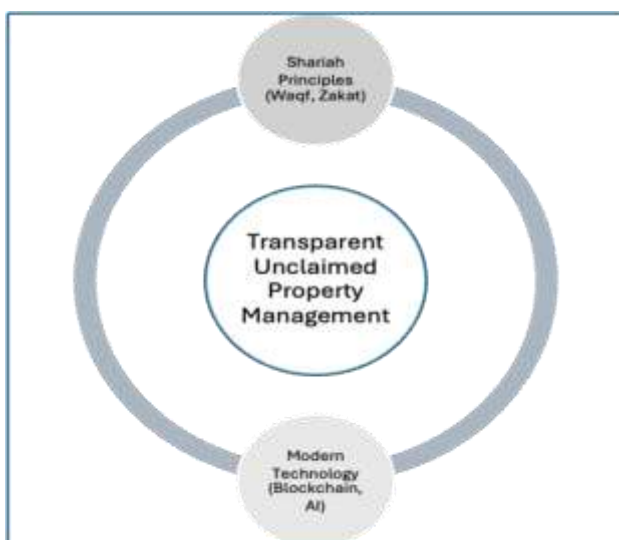 Shariah
Principles
(Waqf, Zakat)
Transparent
Unclaimed
Property
Management
Modern
Technology
(Blockchain,
AI)